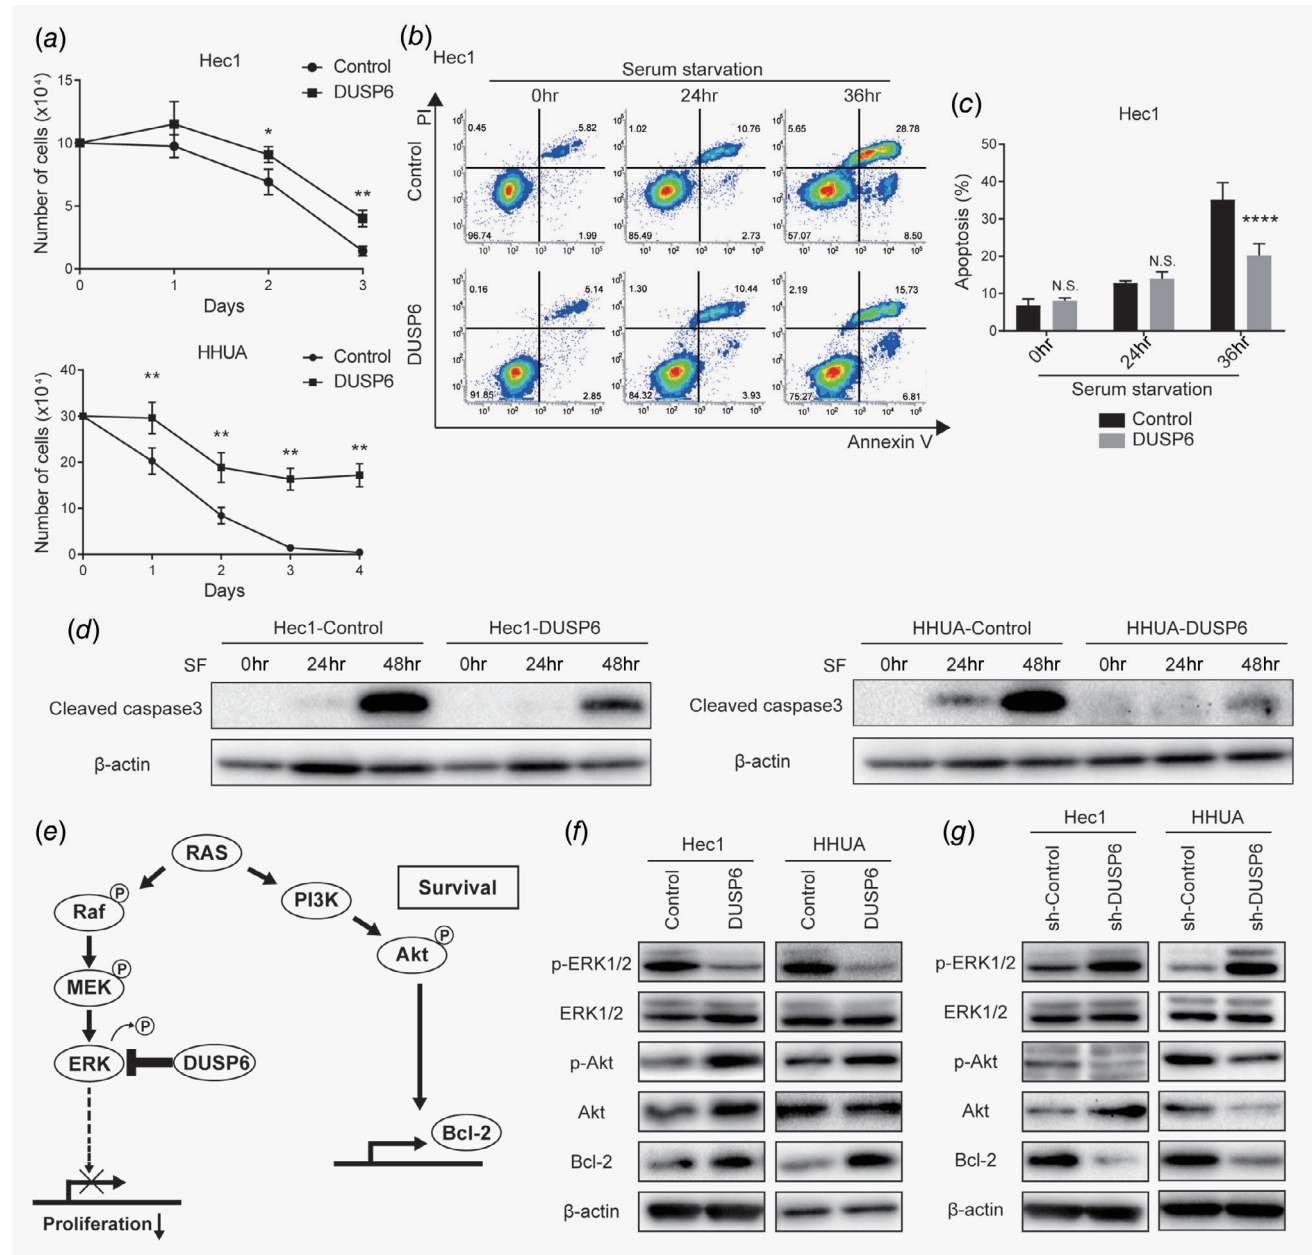 (a)
Hec1
Control
DUSP6
Number of cells (x10⁴)
15
10
5
0
*
**
0 1 2 3
Days
HHUA
Control
DUSP6
Number of cells (x10⁴)
40
30
20
10
0
**
**
**
**
0 1 2 3 4
Days
(b)
Hec1
Serum starvation
0hr 24hr 36hr
PI
Control
0.45 5.82
96.74 1.99
1.02 10.76
85.49 2.73
5.65 28.78
57.07 8.50
DUSP6
0.16 5.14
91.85 2.85
1.30 10.44
84.32 3.93
2.19 15.73
75.27 6.81
Annexin V
(c)
Hec1
Apoptosis (%)
50
40
30
20
10
0
N.S.
N.S.
****
0hr 24hr 36hr
Serum starvation
Control
DUSP6
(d)
Hec1-Control Hec1-DUSP6
SF 0hr 24hr 48hr 0hr 24hr 48hr
Cleaved caspase3
β-actin
HHUA-Control HHUA-DUSP6
SF 0hr 24hr 48hr 0hr 24hr 48hr
Cleaved caspase3
β-actin
(e)
RAS
Raf P
MEK P
ERK P
DUSP6
Proliferation
PI3K
Akt P
Survival
Bcl-2
(f)
Hec1 HHUA
Control DUSP6 Control DUSP6
p-ERK1/2
ERK1/2
p-Akt
Akt
Bcl-2
β-actin
(g)
Hec1 HHUA
sh-Control sh-DUSP6 sh-Control sh-DUSP6
p-ERK1/2
ERK1/2
p-Akt
Akt
Bcl-2
β-actin